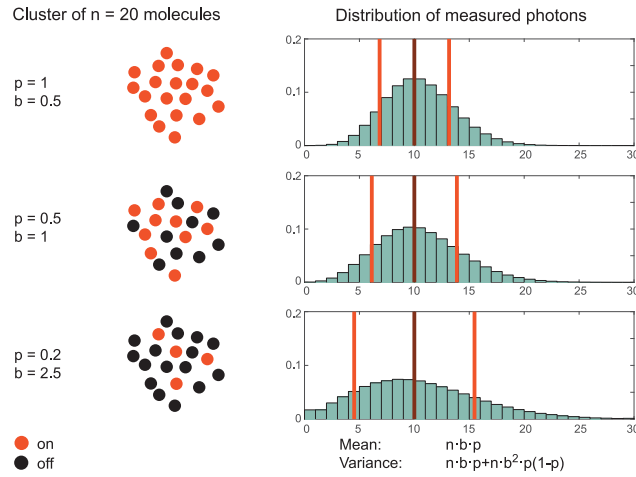 Cluster of n = 20 molecules
Distribution of measured photons
p = 1
b = 0.5
0.2
0.1
0
0 5 10 15 20 25 30
p = 0.5
b = 1
0.2
0.1
0
0 5 10 15 20 25 30
p = 0.2
b = 2.5
0.2
0.1
0
0 5 10 15 20 25 30
on
off
Mean: n·b·p
Variance: n·b·p+n·b²·p(1-p)